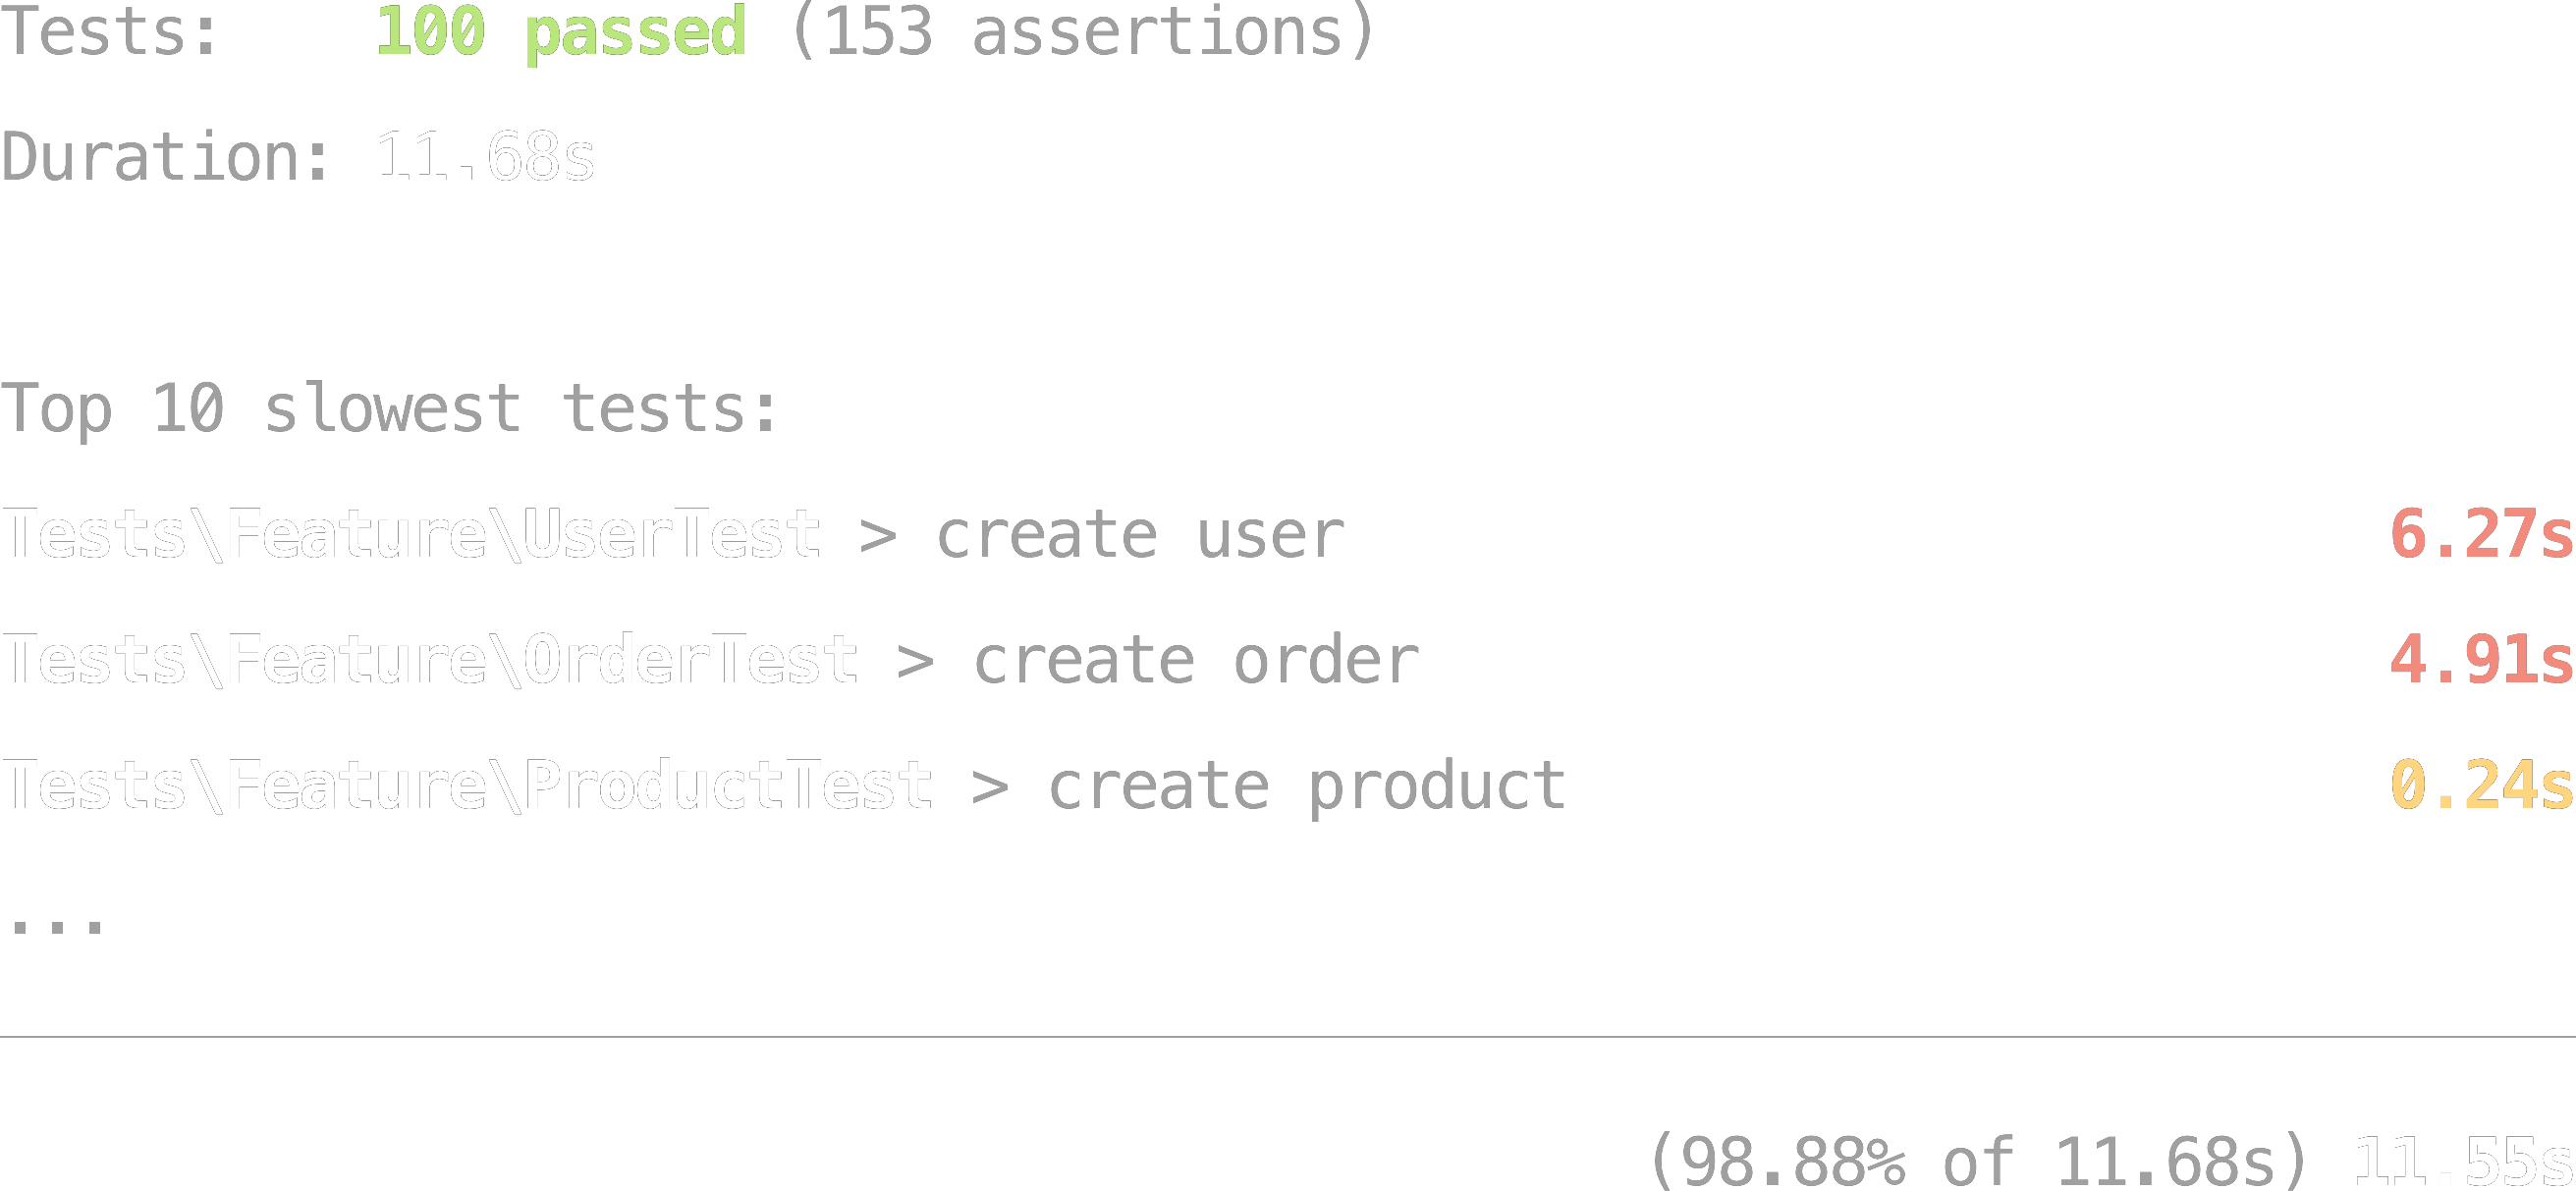 Tests: 100 passed (153 assertions)
Duration: 11.68s
Top 10 slowest tests:
Tests\Feature\UserTest > create user 6.27s
Tests\Feature\OrderTest > create order 4.91s
Tests\Feature\ProductTest > create product 0.24s
...
(98.88% of 11.68s) 11.55s